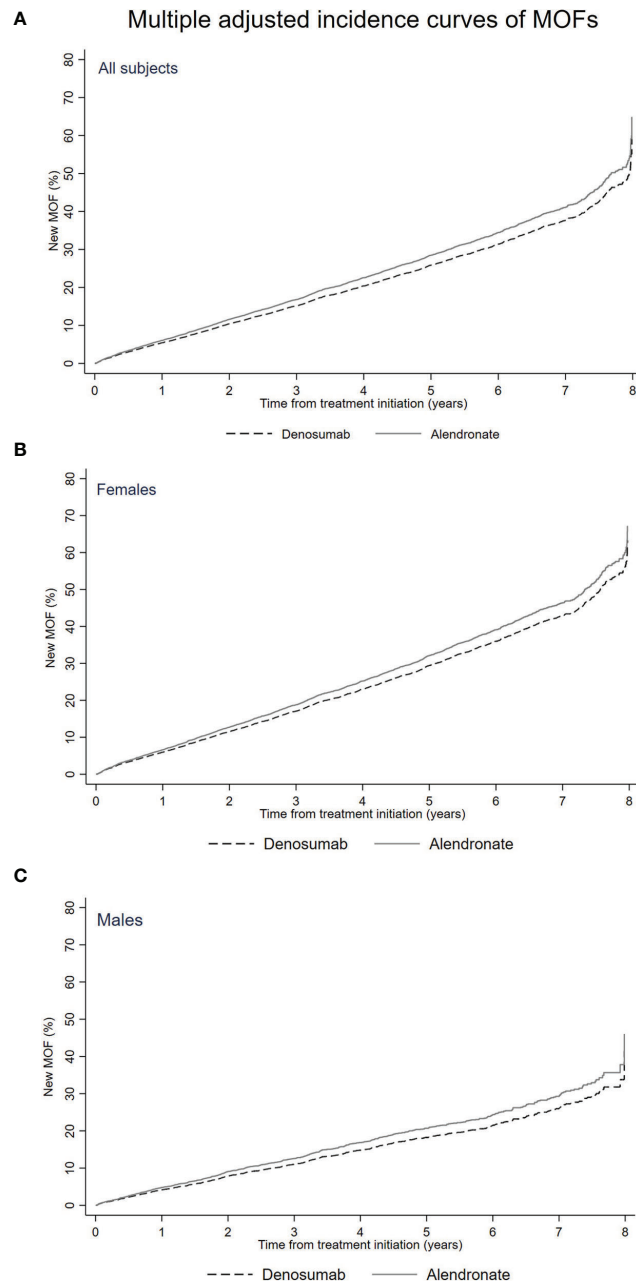 A
Multiple adjusted incidence curves of MOFs
All subjects
New MOF (%)
80
70
60
50
40
30
20
10
0
0 1 2 3 4 5 6 7 8
Time from treatment initiation (years)
Denosumab Alendronate
B
Females
New MOF (%)
80
70
60
50
40
30
20
10
0
0 1 2 3 4 5 6 7 8
Time from treatment initiation (years)
Denosumab Alendronate
C
Males
New MOF (%)
80
70
60
50
40
30
20
10
0
0 1 2 3 4 5 6 7 8
Time from treatment initiation (years)
Denosumab Alendronate